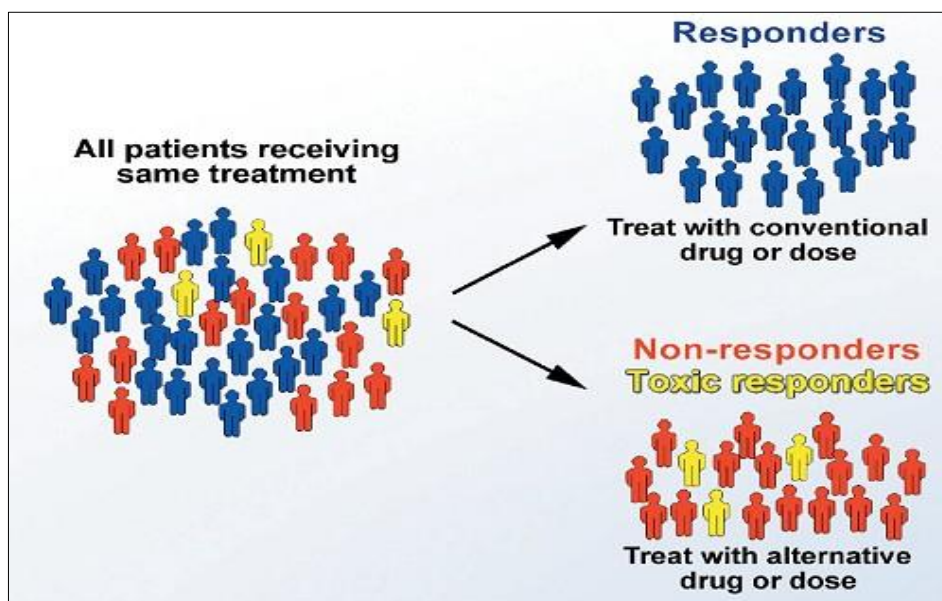 All patients receiving
same treatment
Responders
Treat with conventional
drug or dose
Non-responders
Toxic responders
Treat with alternative
drug or dose